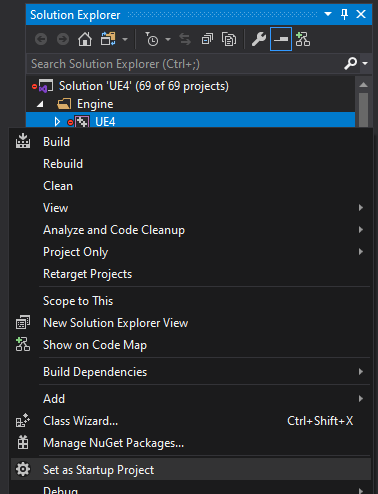 Solution Explorer
Search Solution Explorer (Ctrl+;)
Solution 'UE4' (69 of 69 projects)
Engine
UE4
Build
Rebuild
Clean
View
Analyze and Code Cleanup
Project Only
Retarget Projects
Scope to This
New Solution Explorer View
Show on Code Map
Build Dependencies
Add
Class Wizard... Ctrl+Shift+X
Manage NuGet Packages...
Set as Startup Project
Debug